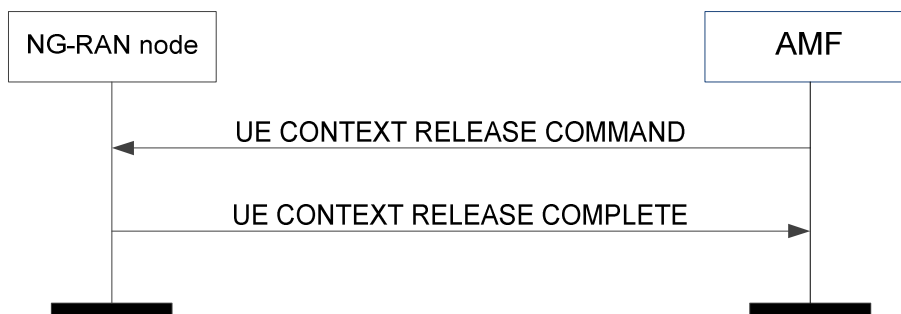 NG-RAN node
AMF
UE CONTEXT RELEASE COMMAND
UE CONTEXT RELEASE COMPLETE